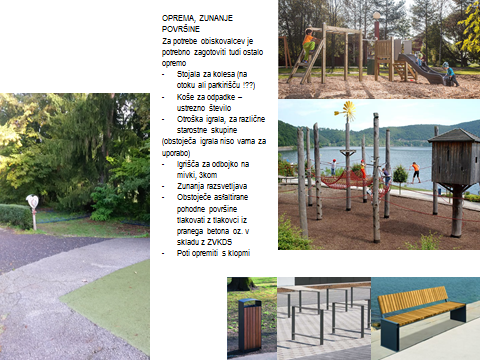 OPREMA, ZUNANJE
POVRŠINE
Za potrebe obiskovalcev je
potrebno zagotoviti tudi ostalo
opremo
- Stojala za kolesa (na
otoku ali parkirišču !??)
- Koše za odpadke –
ustrezno število
- Otroška igrala, za različne
starostne skupine
(obstoječa igrala niso varna za
uporabo)
- Igrišča za odbojko na
mivki, 3kom
- Zunanja razsvetljava
- Obstoječe asfaltirane
pohodne površine
tlakovati z tlakovci iz
pranega betona oz. v
skladu z ZVKDS
- Poti opremiti s klopmi